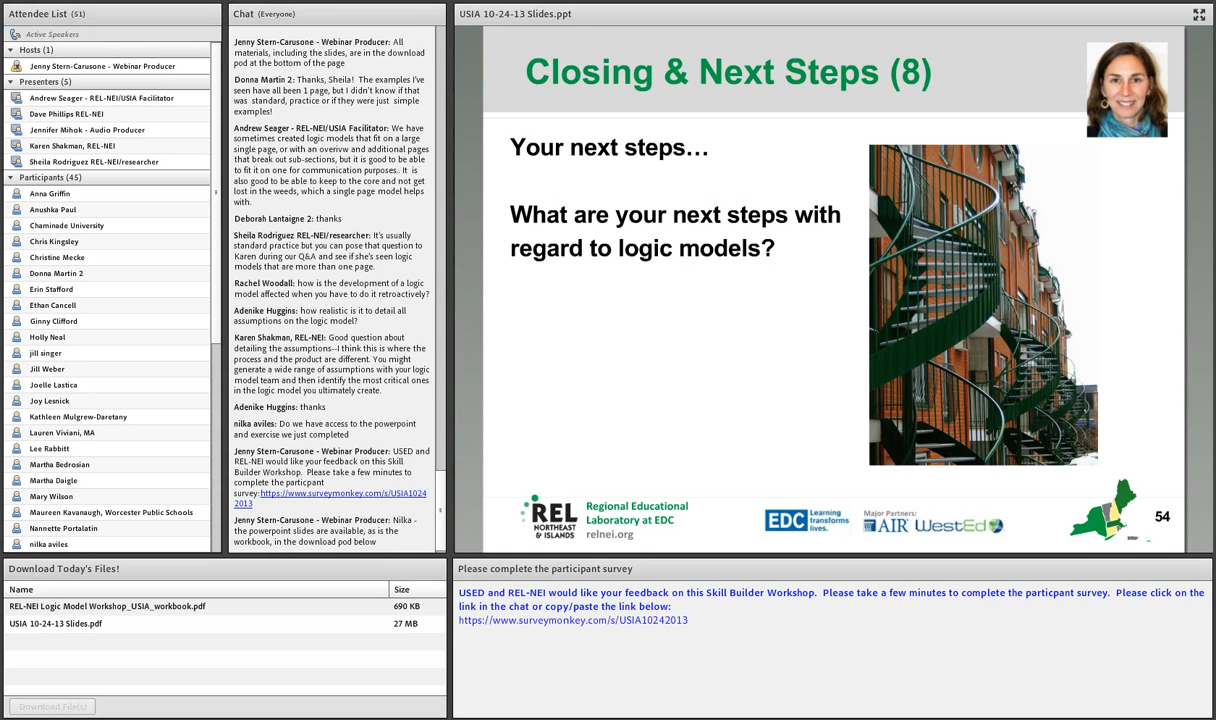 Attendee List (51)
Active Speakers
Hosts (1)
Jenny Stern-Carusone - Webinar Producer
Presenters (5)
Andrew Seager - REL-NEI/USIA Facilitator
Dave Phillips REL-NEI
Jennifer Mihok - Audio Producer
Karen Shakman, REL-NEI
Sheila Rodriguez REL-NEI/researcher
Participants (45)
Anna Griffin
Anushka Paul
Chaminade University
Chris Kingsley
Christine Mecke
Donna Martin 2
Erin Stafford
Ethan Cancell
Ginny Clifford
Holly Neal
jill singer
Jill Weber
Joelle Lastica
Joy Lesnick
Kathleen Mulgrew-Daretany
Lauren Viviani, MA
Lee Rabbitt
Martha Bedrosian
Martha Daigle
Mary Wilson
Maureen Kavanaugh, Worcester Public Schools
Nannette Portalatin
nilka aviles
Chat (Everyone)
Jenny Stern-Carusone - Webinar Producer: All
materials, including the slides, are in the download
pod at the bottom of the page
Donna Martin 2: Thanks, Sheila! The examples I've
seen have all been 1 page, but I didn't know if that
was standard, practice or if they were just simple
examples!
Andrew Seager - REL-NEI/USIA Facilitator: We have
sometimes created logic models that fit on a large
single page, or with an overivw and additional pages
that break out sub-sections, but it is good to be able
to fit it on one for communication purposes.. It is
also good to be able to keep to the core and not get
lost in the weeds, which a single page model helps
with.
Deborah Lantaigne 2: thanks
Sheila Rodriguez REL-NEI/researcher: It's usually
standard practice but you can pose that question to
Karen during our Q&A and see if she's seen logic
models that are more than one page.
Rachel Woodall: how is the development of a logic
model affected when you have to do it retroactively?
Adenike Huggins: how realistic is it to detail all
assumptions on the logic model?
Karen Shakman, REL-NEI: Good question about
detailing the assumptions--I think this is where the
process and the product are different. You might
generate a wide range of assumptions with your logic
model team and then identify the most critical ones
in the logic model you ultimately create.
Adenike Huggins: thanks
nilka aviles: Do we have access to the powerpoint
and exercise we just completed
Jenny Stern-Carusone - Webinar Producer: USED and
REL-NEI would like your feedback on this Skill
Builder Workshop. Please take a few minutes to
complete the particpant
survey:https://www.surveymonkey.com/s/USIA1024
2013
Jenny Stern-Carusone - Webinar Producer: Nilka -
the powerpoint slides are available, as is the
workbook, in the download pod below
USIA 10-24-13 Slides.ppt
Closing & Next Steps (8)
Your next steps…
What are your next steps with
regard to logic models?
REL
NORTHEAST
& ISLANDS
Regional Educational
Laboratory at EDC
relnei.org
EDC
Learning
transforms
lives.
Major Partners:
AIR WestEd
54
Download Today's Files!
Name Size
REL-NEI Logic Model Workshop_USIA_workbook.pdf 690 KB
USIA 10-24-13 Slides.pdf 27 MB
Download File(s)
Please complete the participant survey
USED and REL-NEI would like your feedback on this Skill Builder Workshop. Please take a few minutes to complete the particpant survey. Please click on the
link in the chat or copy/paste the link below:
https://www.surveymonkey.com/s/USIA10242013